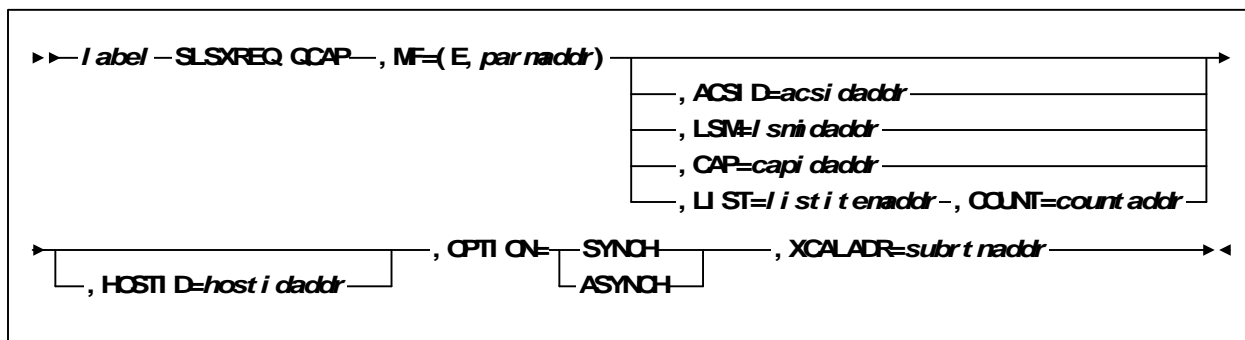 label SLSXREQ QCAP , MF=(E, parmaddr)
, ACSID=acsidaddr
, LSM=lsmidaddr
, CAP=capidaddr
, LIST=listitemaddr , COUNT=countaddr
, HOSTID=hostidaddr
, OPTION= SYNCH , XCALADR=subrtnaddr
ASYNCH